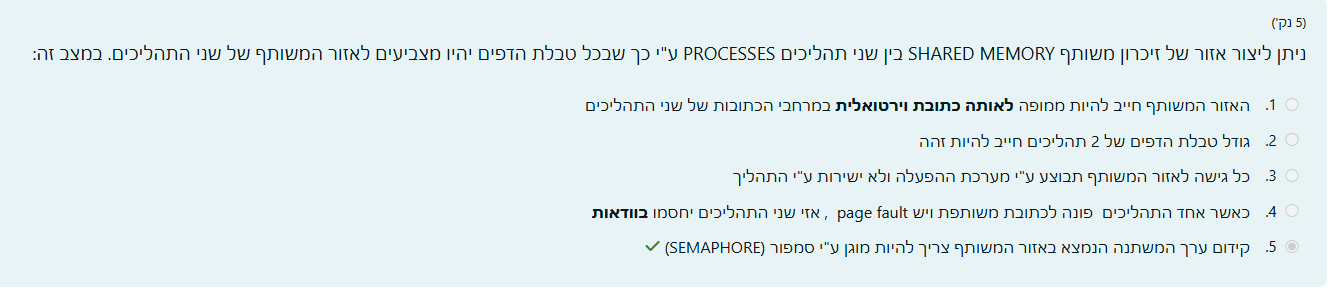 (5 נק')
ניתן ליצור אזור של זיכרון משותף SHARED MEMORY בין שני תהליכים PROCESSES ע"י כך שבכל טבלת הדפים יהיו מצביעים לאזור המשותף של שני התהליכים. במצב זה:
1. האזור המשותף חייב להיות ממופה לאותה כתובת וירטואלית במרחבי הכתובות של שני התהליכים
2. גודל טבלת הדפים של 2 תהליכים חייב להיות זהה
3. כל גישה לאזור המשותף תבוצע ע"י מערכת ההפעלה ולא ישירות ע"י התהליך
4. כאשר אחד התהליכים פונה לכתובת משותפת ויש page fault , אזי שני התהליכים יחסמו בוודאות
5. קידום ערך המשתנה הנמצא באזור המשותף צריך להיות מוגן ע"י סמפור (SEMAPHORE) ✓